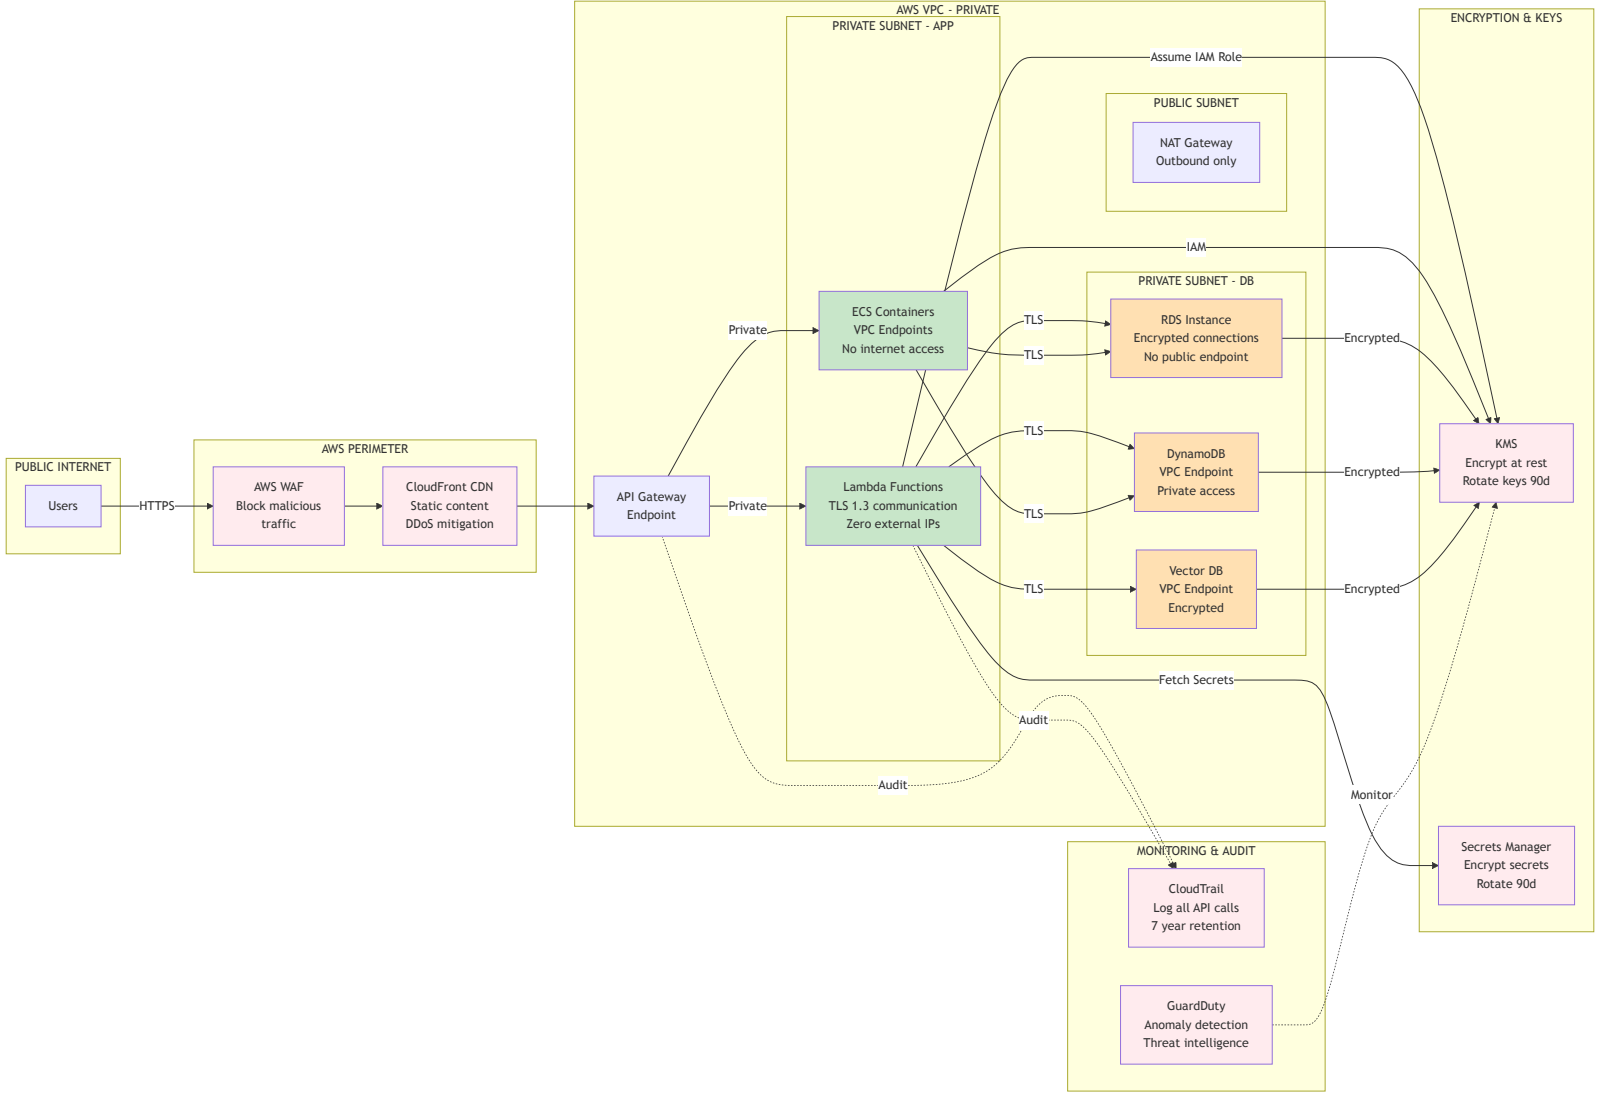 AWS VPC - PRIVATE
PRIVATE SUBNET - APP
ENCRYPTION & KEYS
Assume IAM Role
PUBLIC SUBNET
NAT Gateway
Outbound only
IAM
PRIVATE SUBNET - DB
ECS Containers
VPC Endpoints
No internet access
Private
TLS
TLS
RDS Instance
Encrypted connections
No public endpoint
Encrypted
PUBLIC INTERNET
Users
HTTPS
AWS PERIMETER
AWS WAF
Block malicious
traffic
CloudFront CDN
Static content
DDoS mitigation
API Gateway
Endpoint
Private
Lambda Functions
TLS 1.3 communication
Zero external IPs
TLS
TLS
DynamoDB
VPC Endpoint
Private access
Encrypted
KMS
Encrypt at rest
Rotate keys 90d
TLS
Vector DB
VPC Endpoint
Encrypted
Encrypted
Fetch Secrets
Audit
Audit
Monitor
MONITORING & AUDIT
CloudTrail
Log all API calls
7 year retention
Secrets Manager
Encrypt secrets
Rotate 90d
GuardDuty
Anomaly detection
Threat intelligence